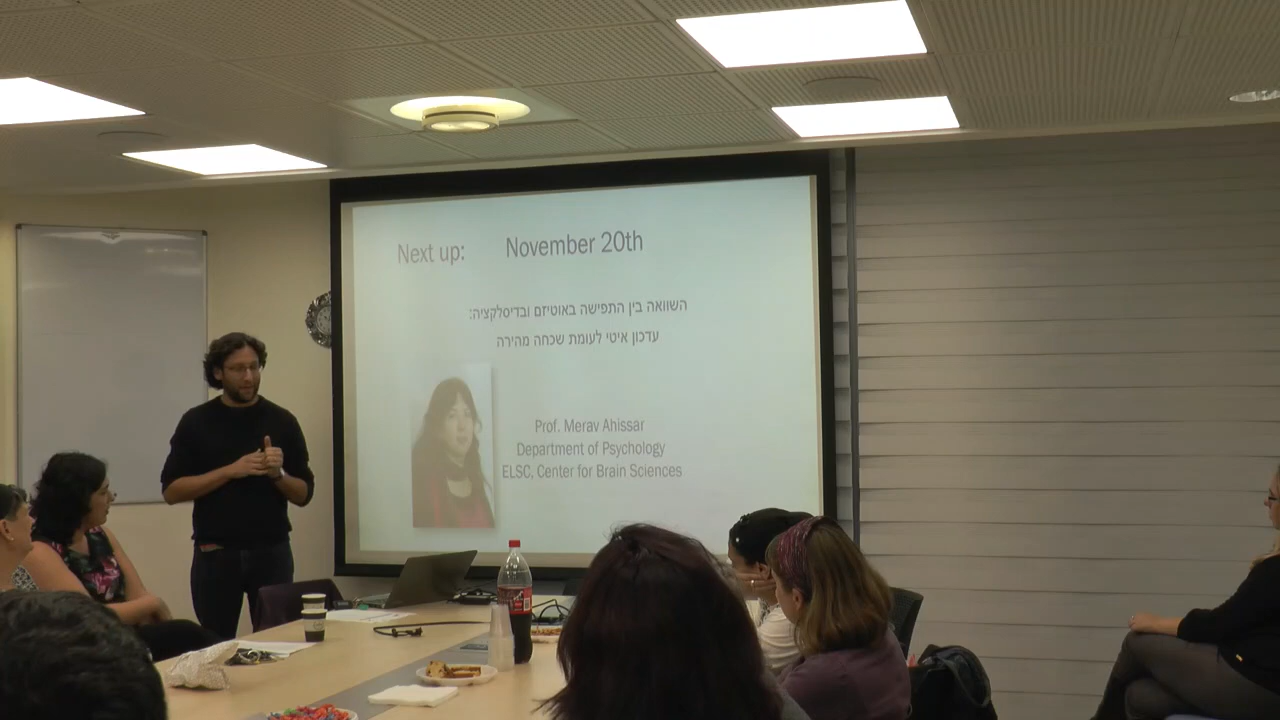 Next up: November 20th
השוואה בין התפישה באוטיזם ובדיסלקציה:
עדכון איטי לעומת שכחה מהירה
Prof. Merav Ahissar
Department of Psychology
ELSC, Center for Brain Sciences